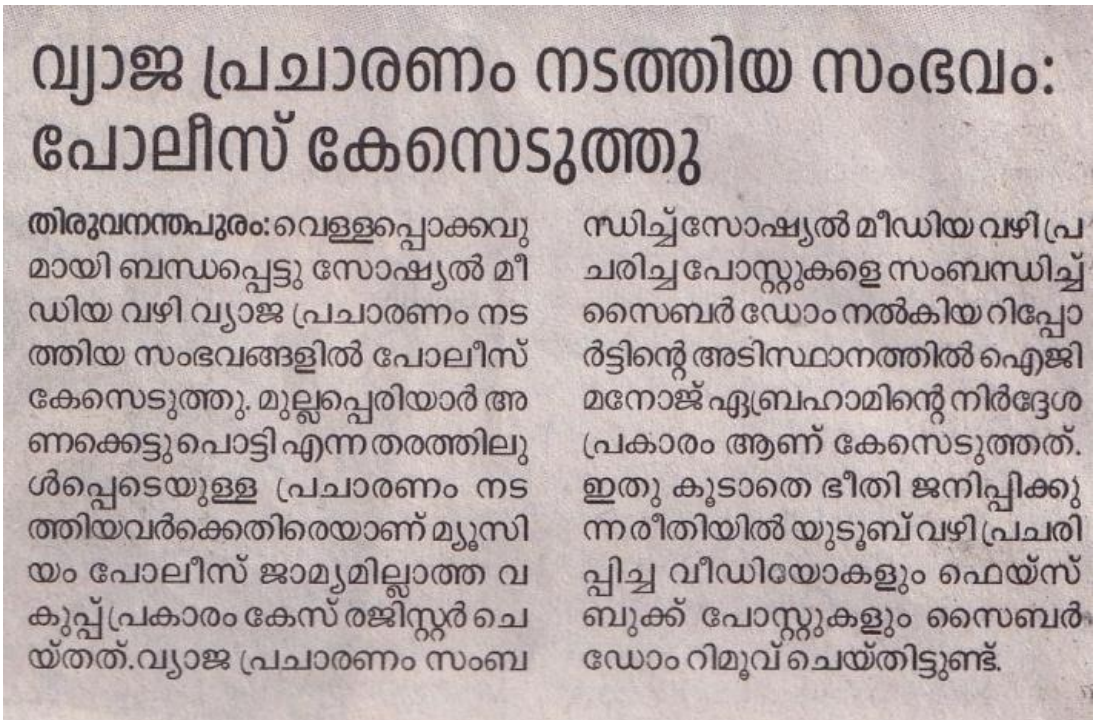 വ്യാജ പ്രചാരണം നടത്തിയ സംഭവം:
പോലീസ് കേസെടുത്തു
തിരുവനന്തപുരം: വെള്ളപ്പൊക്കവു
മായി ബന്ധപ്പെട്ടു സോഷ്യൽ മീ
ഡിയ വഴി വ്യാജ പ്രചാരണം നട
ത്തിയ സംഭവങ്ങളിൽ പോലീസ്
കേസെടുത്തു. മുല്ലപ്പെരിയാർ അ
ണക്കെട്ടു പൊട്ടി എന്ന തരത്തിലു
ൾപ്പെടെയുള്ള പ്രചാരണം നട
ത്തിയവർക്കെതിരെയാണ് മ്യൂസി
യം പോലീസ് ജാമ്യമില്ലാത്ത വ
കുപ്പ് പ്രകാരം കേസ് രജിസ്റ്റർ ചെ
യ്തത്. വ്യാജ പ്രചാരണം സംബ
ന്ധിച്ച് സോഷ്യൽ മീഡിയ വഴി പ്ര
ചരിച്ച പോസ്റ്റുകളെ സംബന്ധിച്ച്
സൈബർ ഡോം നൽകിയ റിപ്പോ
ർട്ടിന്റെ അടിസ്ഥാനത്തിൽ ഐജി
മനോജ് ഏബ്രഹാമിന്റെ നിർദ്ദേശ
പ്രകാരം ആണ് കേസെടുത്തത്.
ഇതു കൂടാതെ ഭീതി ജനിപ്പിക്കു
ന്ന രീതിയിൽ യുടൂബ് വഴി പ്രചരി
പ്പിച്ച വീഡിയോകളും ഫെയ്സ്
ബുക്ക് പോസ്റ്റുകളും സൈബർ
ഡോം റിമൂവ് ചെയ്തിട്ടുണ്ട്.